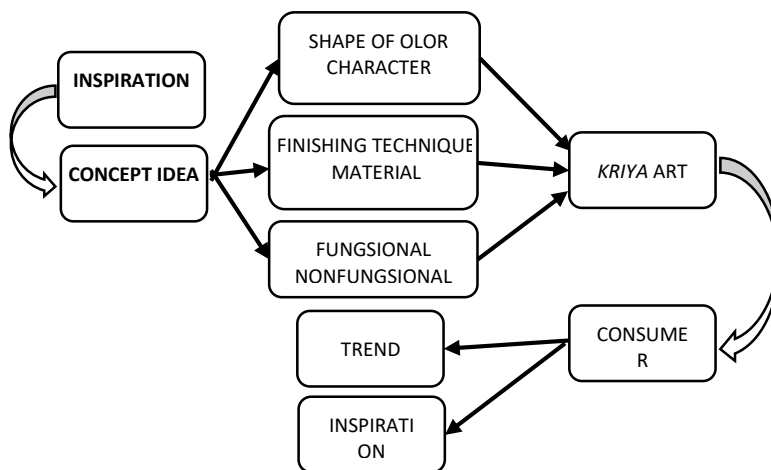 SHAPE OF OLOR
CHARACTER
INSPIRATION
FINISHING TECHNIQUE
MATERIAL
CONCEPT IDEA
KRIYA ART
FUNGSIONAL
NONFUNGSIONAL
TREND
CONSUME
R
INSPIRATI
ON